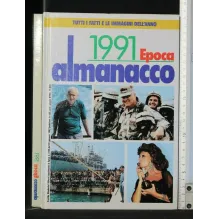 TUTTI I FATTI E LE IMMAGINI DELL'ANNO
1991 Epoca
almanacco